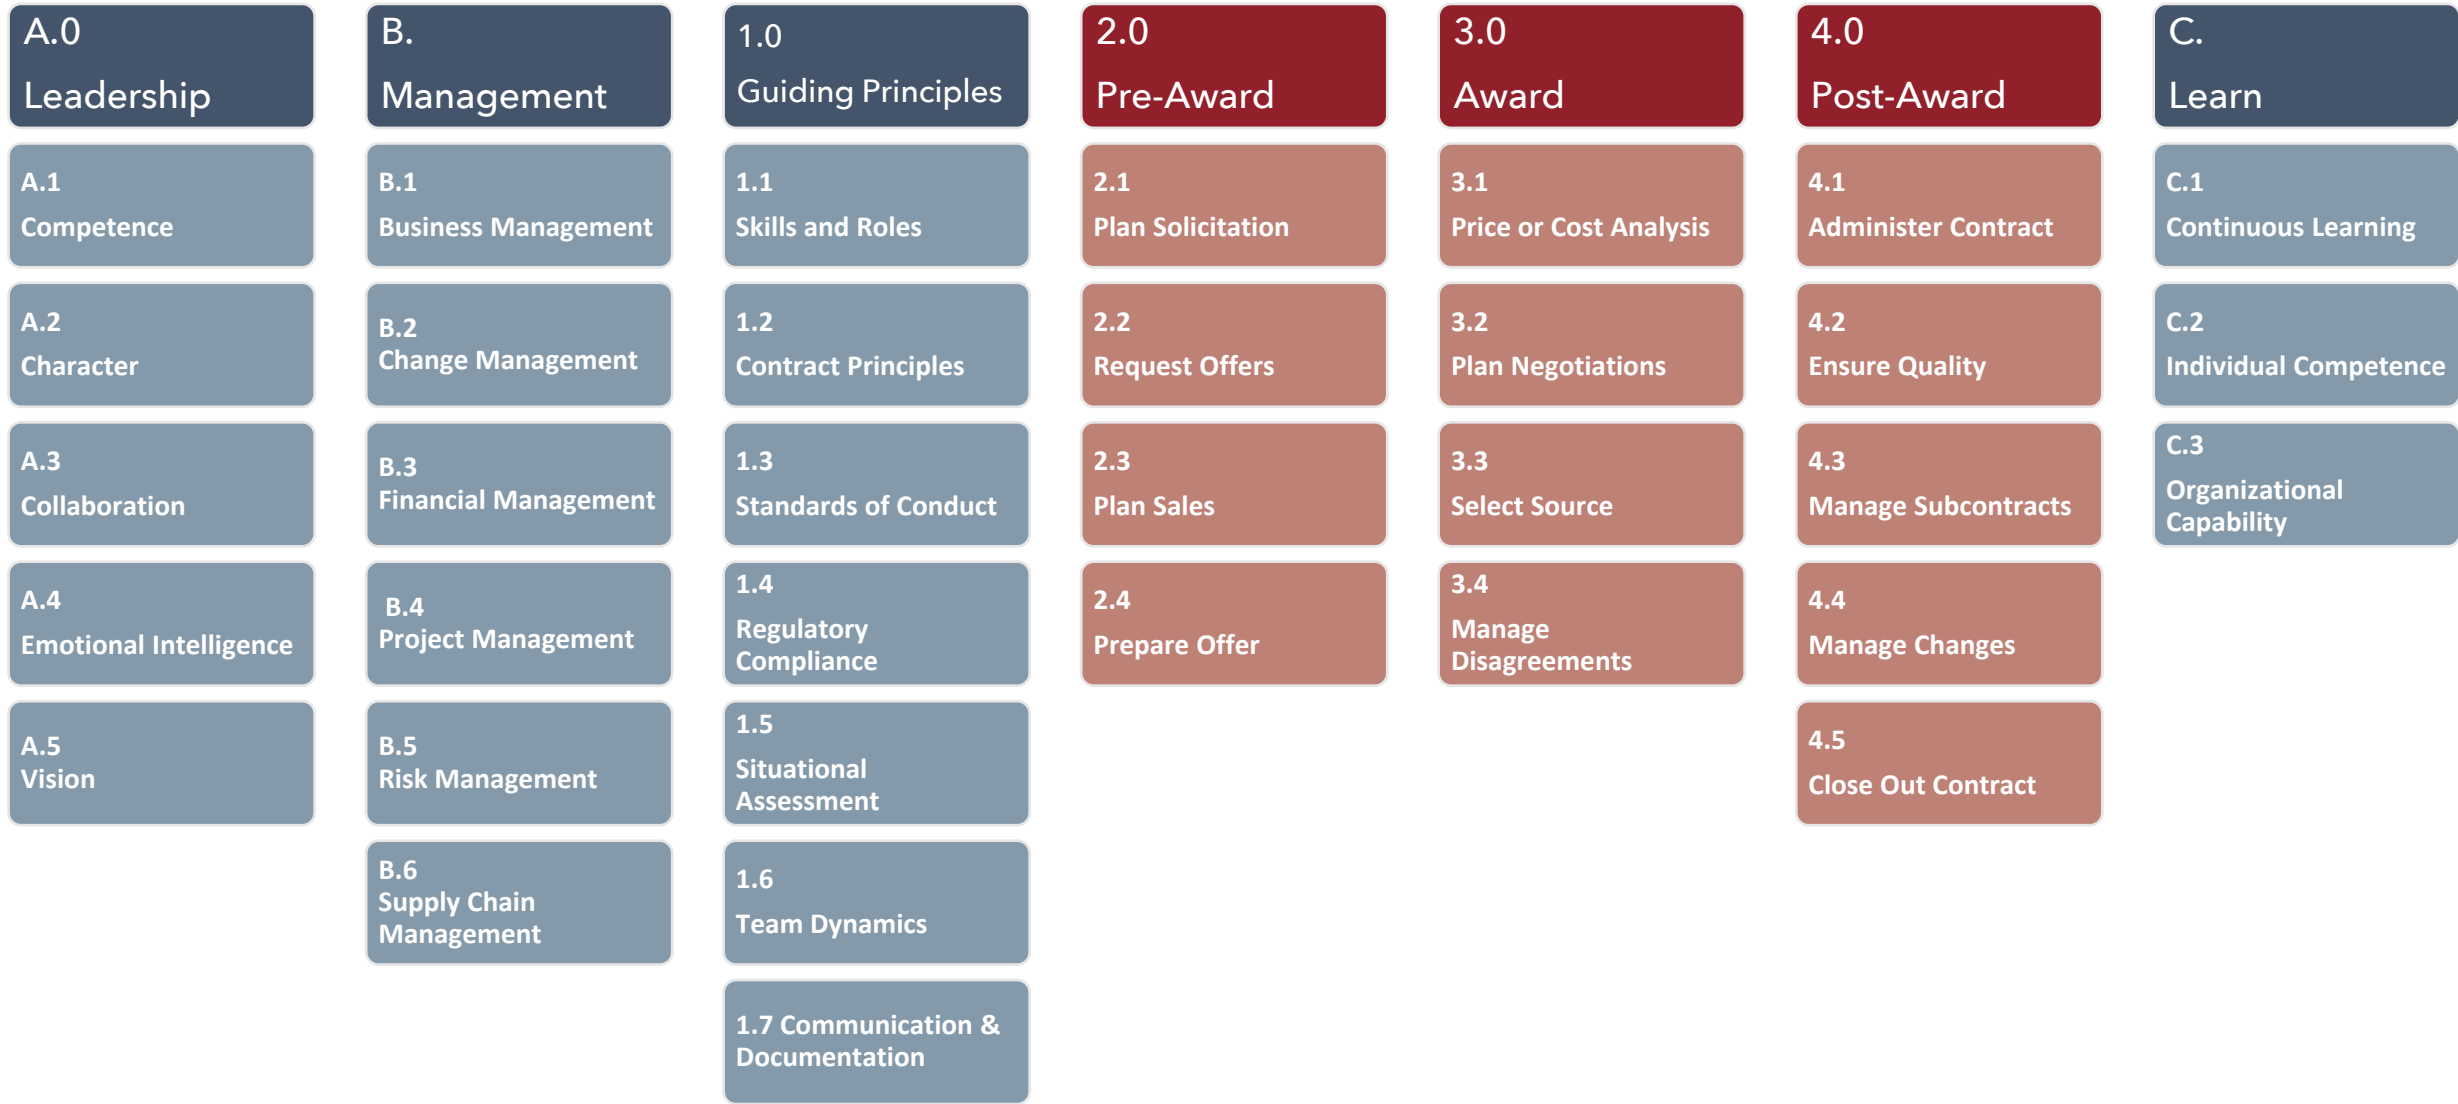 A.0
Leadership
A.1
Competence
A.2
Character
A.3
Collaboration
A.4
Emotional Intelligence
A.5
Vision
B.
Management
B.1
Business Management
B.2
Change Management
B.3
Financial Management
B.4
Project Management
B.5
Risk Management
B.6
Supply Chain
Management
1.0
Guiding Principles
1.1
Skills and Roles
1.2
Contract Principles
1.3
Standards of Conduct
1.4
Regulatory
Compliance
1.5
Situational
Assessment
1.6
Team Dynamics
1.7 Communication &
Documentation
2.0
Pre-Award
2.1
Plan Solicitation
2.2
Request Offers
2.3
Plan Sales
2.4
Prepare Offer
3.0
Award
3.1
Price or Cost Analysis
3.2
Plan Negotiations
3.3
Select Source
3.4
Manage
Disagreements
4.0
Post-Award
4.1
Administer Contract
4.2
Ensure Quality
4.3
Manage Subcontracts
4.4
Manage Changes
4.5
Close Out Contract
C.
Learn
C.1
Continuous Learning
C.2
Individual Competence
C.3
Organizational
Capability